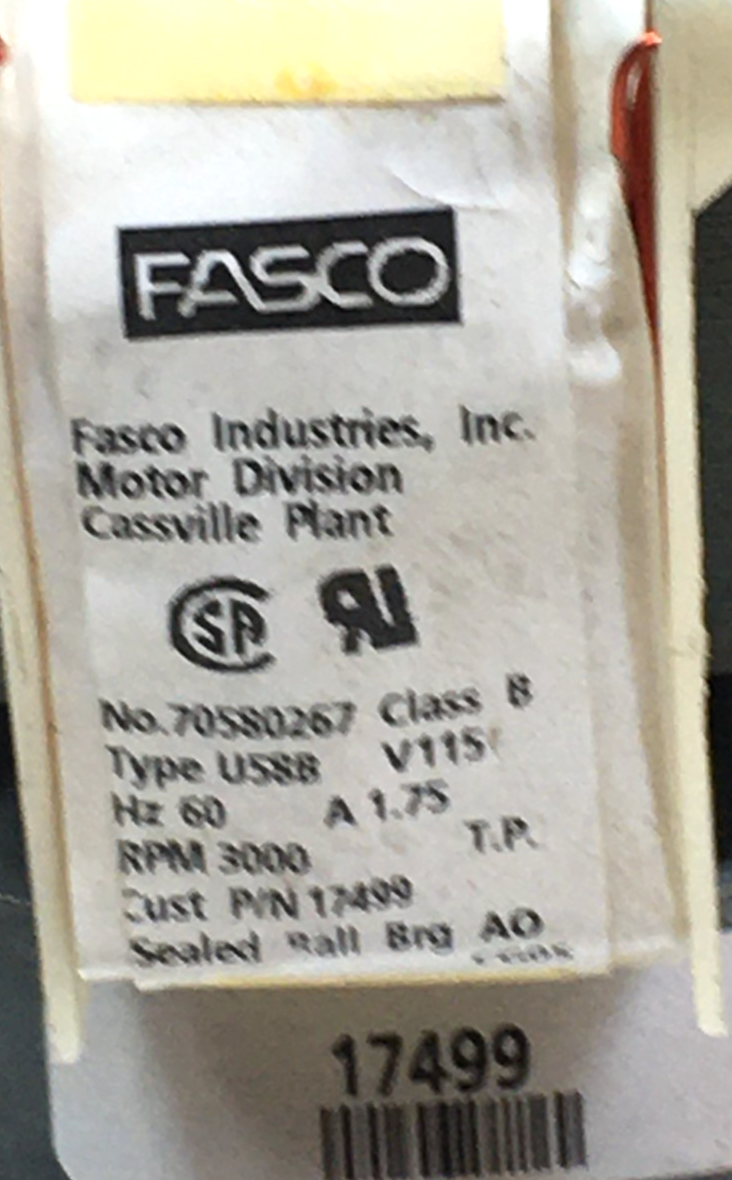 FASCO
Fasco Industries, Inc.
Motor Division
Cassville Plant
No.70580267 Class B
Type U58B V115
Hz 60 A 1.75
RPM 3000 T.P.
Cust P/N 17499
Sealed Ball Brg AO
17499